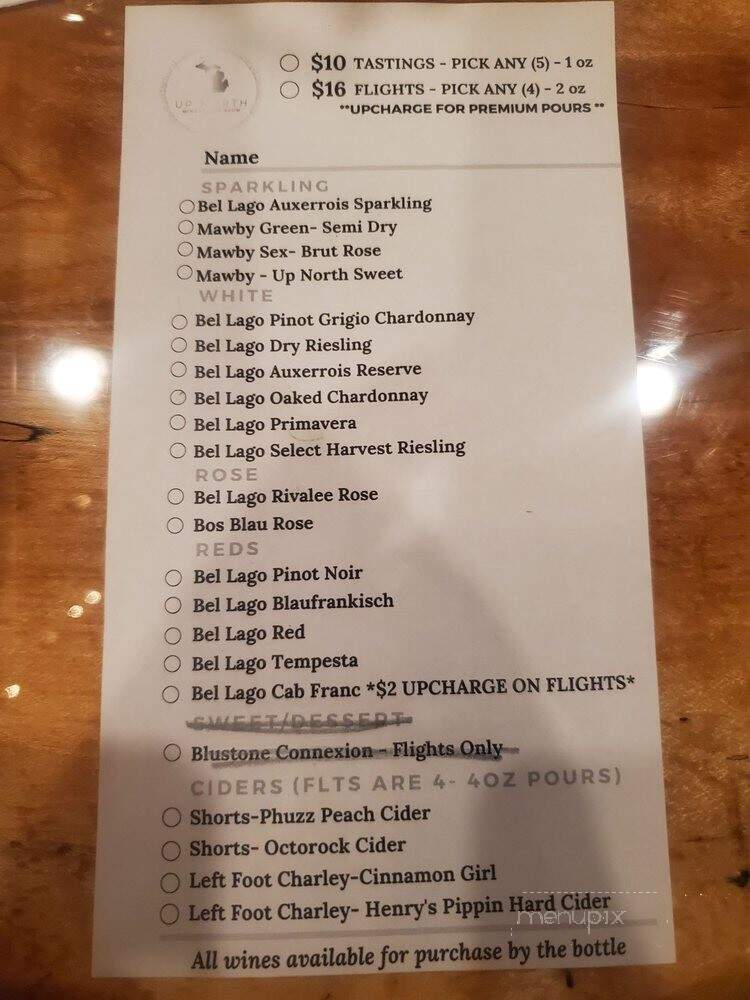 UP NORTH
$10 TASTINGS - PICK ANY (5) - 1 oz
$16 FLIGHTS - PICK ANY (4) - 2 oz
**UPCHARGE FOR PREMIUM POURS **
Name
SPARKLING
Bel Lago Auxerrois Sparkling
Mawby Green- Semi Dry
Mawby Sex- Brut Rose
Mawby - Up North Sweet
WHITE
Bel Lago Pinot Grigio Chardonnay
Bel Lago Dry Riesling
Bel Lago Auxerrois Reserve
Bel Lago Oaked Chardonnay
Bel Lago Primavera
Bel Lago Select Harvest Riesling
ROSE
Bel Lago Rivalee Rose
Bos Blau Rose
REDS
Bel Lago Pinot Noir
Bel Lago Blaufrankisch
Bel Lago Red
Bel Lago Tempesta
Bel Lago Cab Franc *$2 UPCHARGE ON FLIGHTS*
SWEET/DESSERT
Blustone Connexion - Flights Only
CIDERS (FLTS ARE 4- 4OZ POURS)
Shorts-Phuzz Peach Cider
Shorts- Octorock Cider
Left Foot Charley-Cinnamon Girl
Left Foot Charley- Henry's Pippin Hard Cider
menupix
All wines available for purchase by the bottle